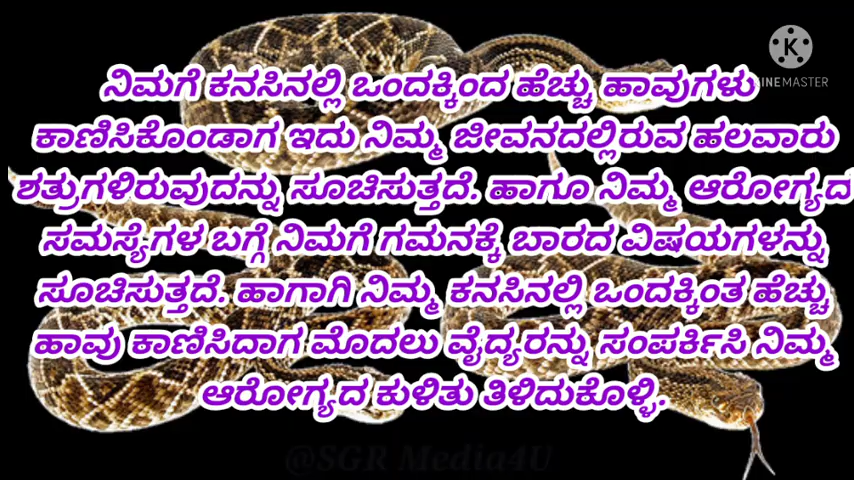 ನಿಮಗೆ ಕನಸಿನಲ್ಲಿ ಒಂದಕ್ಕಿಂದ ಹೆಚ್ಚು ಹಾವುಗಳು
ಕಾಣಿಸಿಕೊಂಡಾಗ ಇದು ನಿಮ್ಮ ಜೀವನದಲ್ಲಿರುವ ಹಲವಾರು
ಶತ್ರುಗಳಿರುವುದನ್ನು ಸೂಚಿಸುತ್ತದೆ. ಹಾಗೂ ನಿಮ್ಮ ಆರೋಗ್ಯದ
ಸಮಸ್ಯೆಗಳ ಬಗ್ಗೆ ನಿಮಗೆ ಗಮನಕ್ಕೆ ಬಾರದ ವಿಷಯಗಳನ್ನು
ಸೂಚಿಸುತ್ತದೆ. ಹಾಗಾಗಿ ನಿಮ್ಮ ಕನಸಿನಲ್ಲಿ ಒಂದಕ್ಕಿಂತ ಹೆಚ್ಚು
ಹಾವು ಕಾಣಿಸಿದಾಗ ಮೊದಲು ವೈದ್ಯರನ್ನು ಸಂಪರ್ಕಿಸಿ ನಿಮ್ಮ
ಆರೋಗ್ಯದ ಕುಳಿತು ತಿಳಿದುಕೊಳ್ಳಿ.
K
INEMASTER
@SGR Media4U